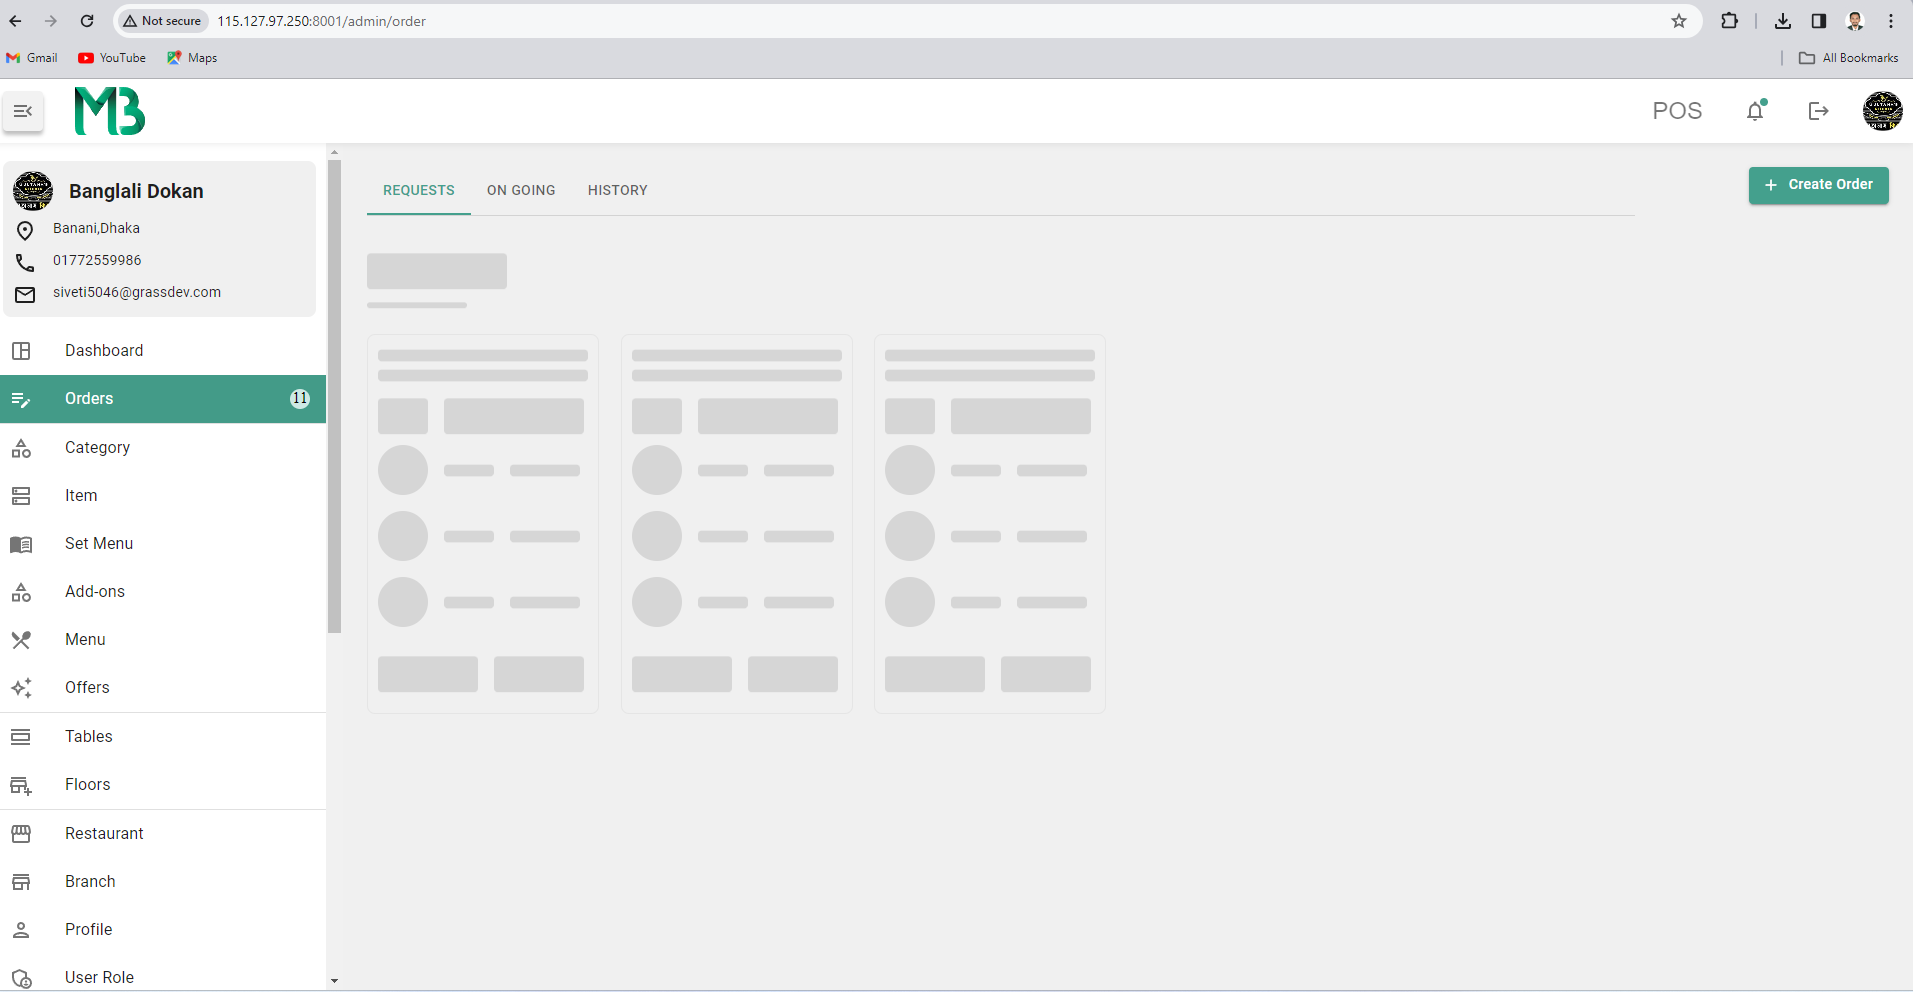 Not secure 115.127.97.250:8001/admin/order
Gmail YouTube Maps All Bookmarks
MB POS
Banglali Dokan
Banani,Dhaka
01772559986
siveti5046@grassdev.com
Dashboard
Orders 11
Category
Item
Set Menu
Add-ons
Menu
Offers
Tables
Floors
Restaurant
Branch
Profile
User Role
REQUESTS ON GOING HISTORY
Create Order